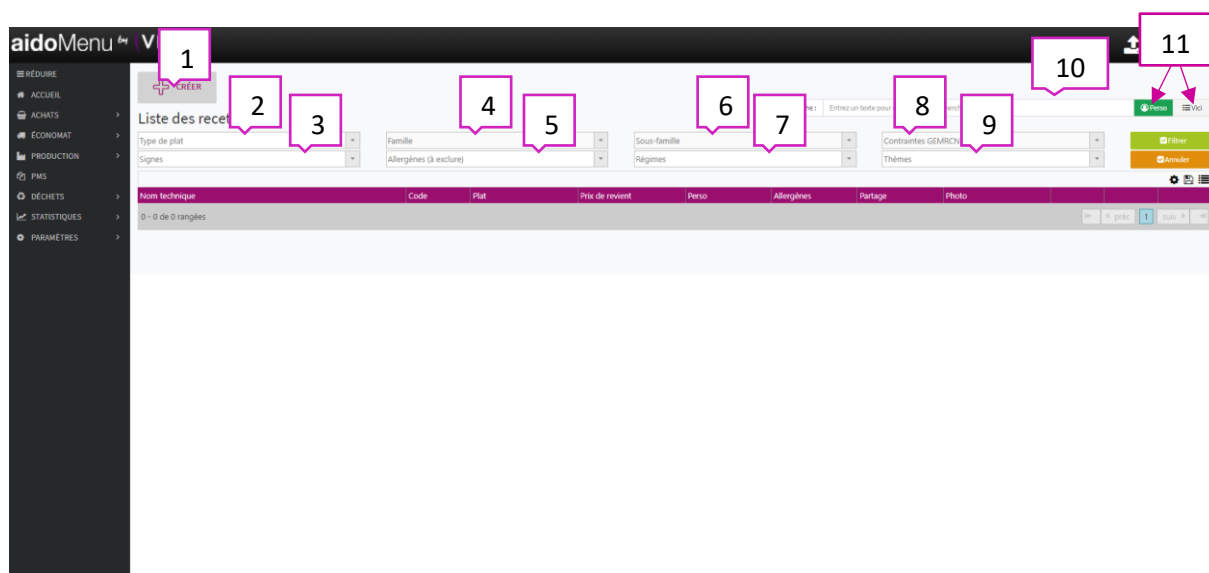 aidoMenu by
1
11
10
RÉDUIRE
ACCUEIL
ACHATS
ÉCONOMAT
PRODUCTION
PMS
DÉCHETS
STATISTIQUES
PARAMÈTRES
CRÉER
2
3
4
5
6
7
8
9
Entrez un texte pour
Perso
Vici
Liste des
Type de plat
Famille
Sous-famille
Contraintes GEMRCN
Filtrer
Signes
Allergènes (à exclure)
Régimes
Thèmes
Annuler
Nom technique Code Plat Prix de revient Perso Allergènes Partage Photo
0 - 0 de 0 rangées
préc 1 suiv